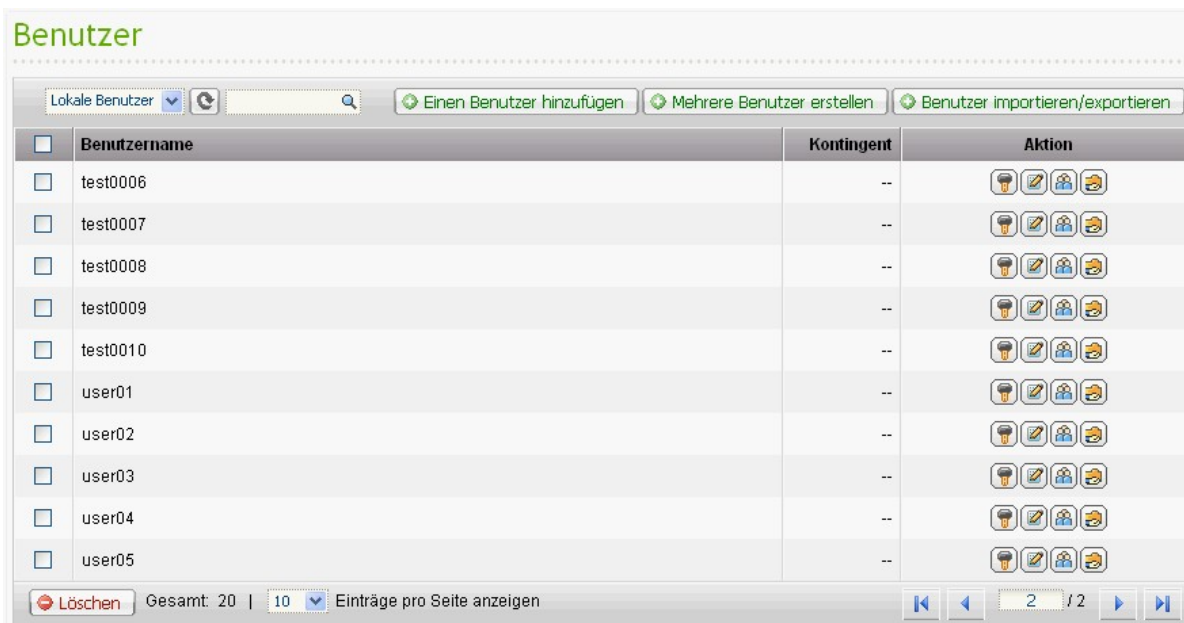 Benutzer
Lokale Benutzer Einen Benutzer hinzufügen Mehrere Benutzer erstellen Benutzer importieren/exportieren
Benutzername Kontingent Aktion
test0006 --
test0007 --
test0008 --
test0009 --
test0010 --
user01 --
user02 --
user03 --
user04 --
user05 --
Löschen Gesamt: 20 | 10 Einträge pro Seite anzeigen 2 / 2